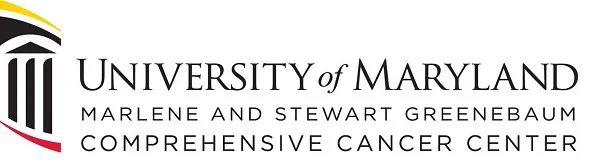 UNIVERSITY of MARYLAND
MARLENE AND STEWART GREENEBAUM
COMPREHENSIVE CANCER CENTER